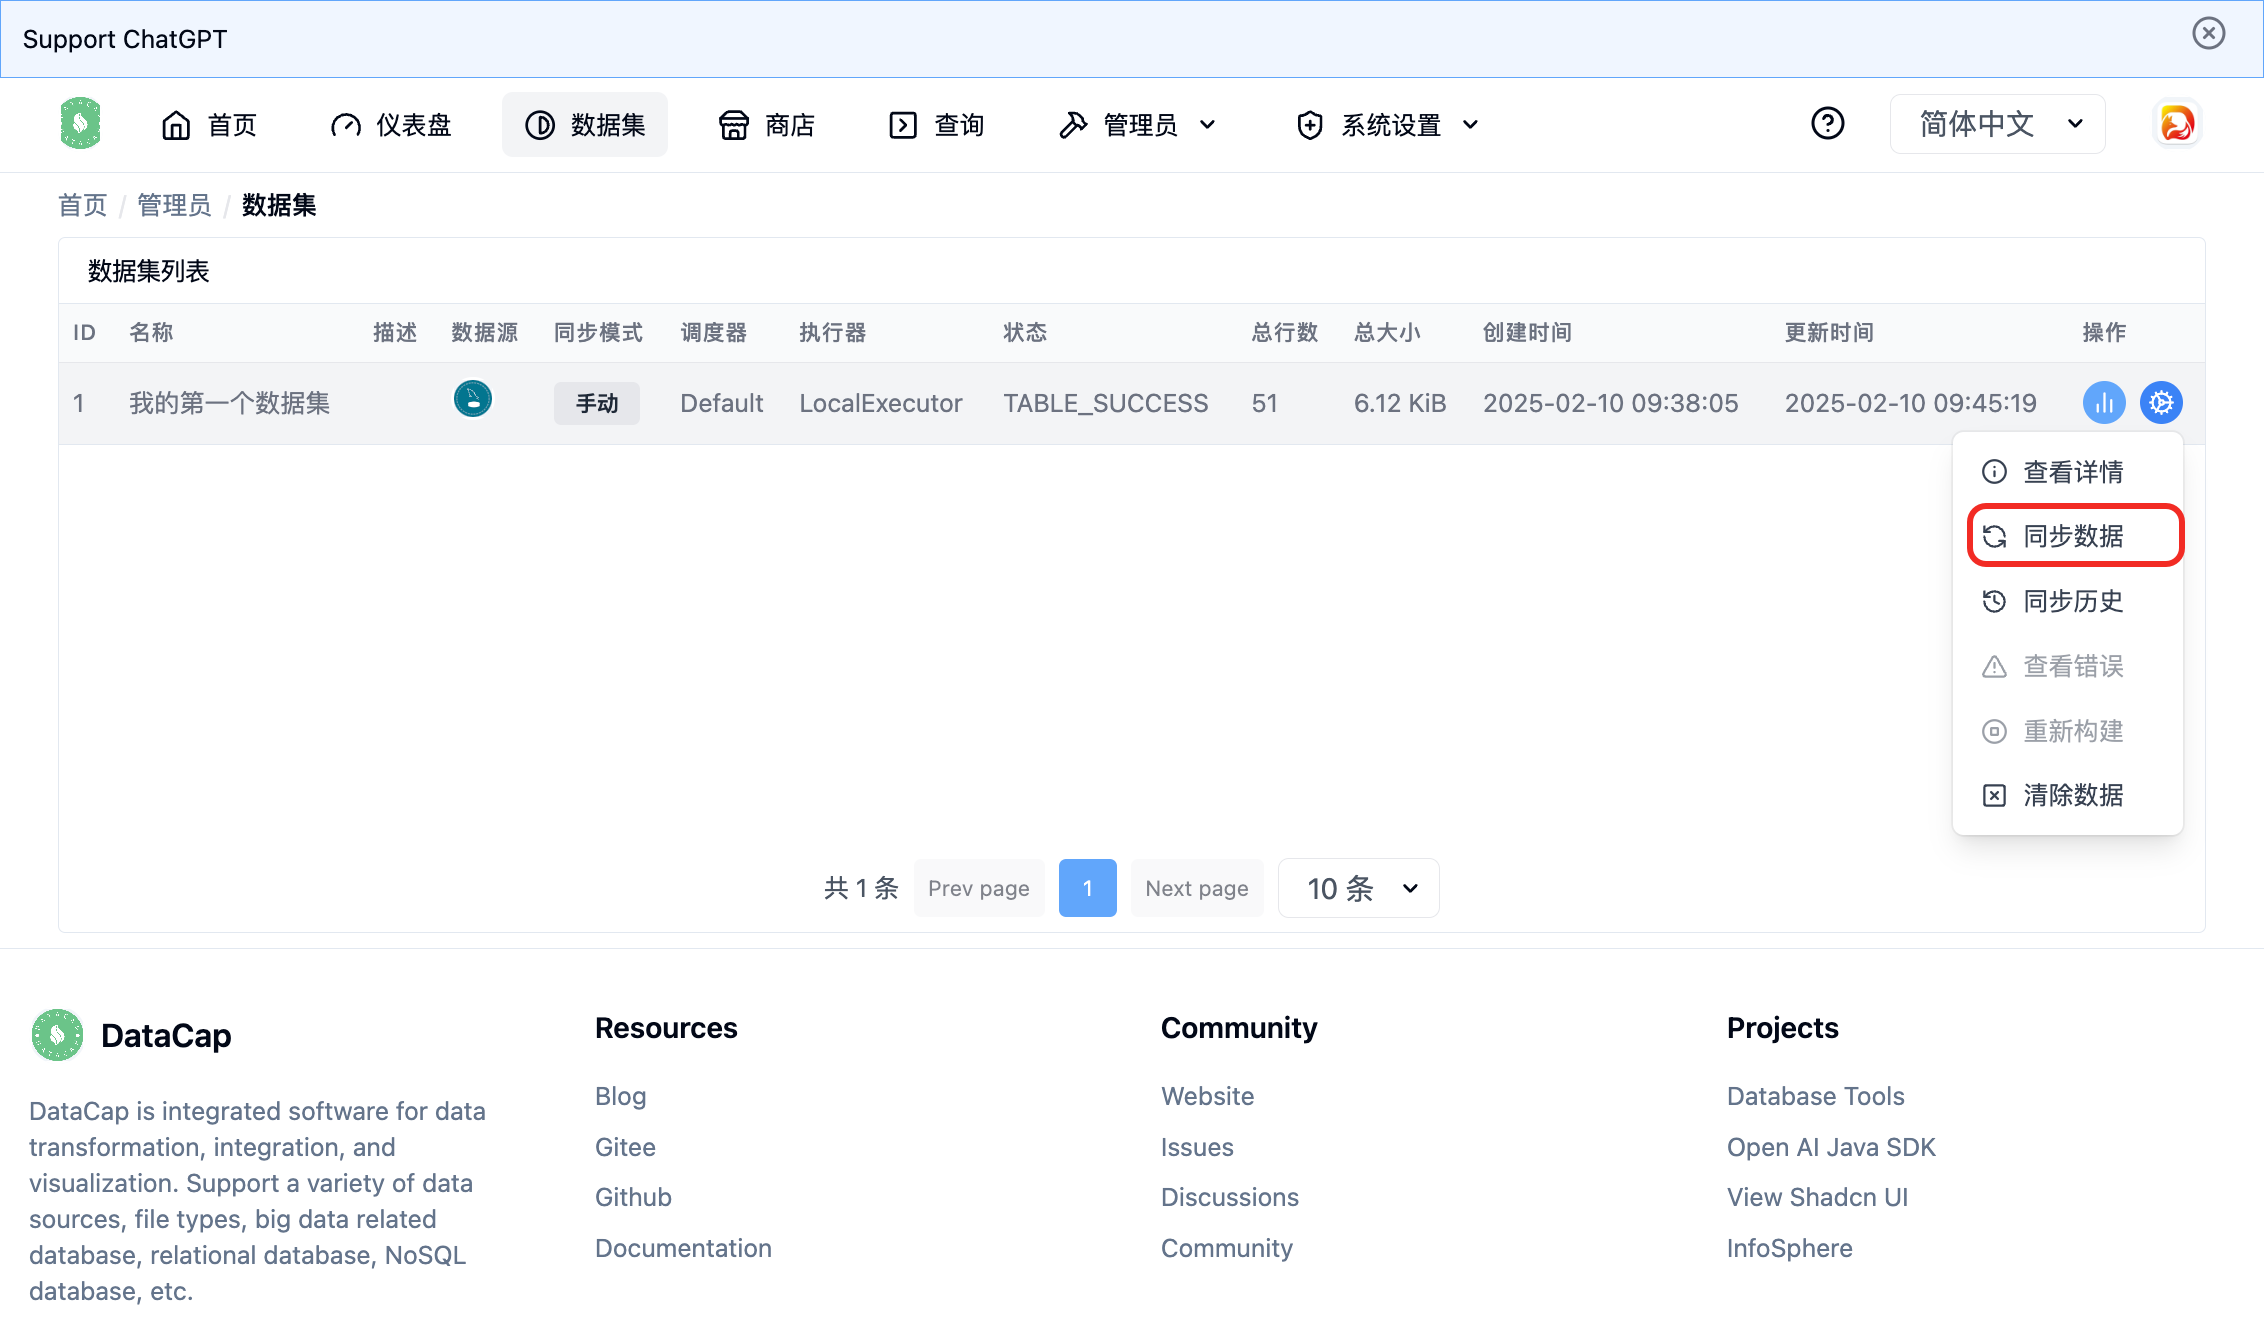 Support ChatGPT
首页
仪表盘
数据集
商店
查询
管理员
系统设置
简体中文
首页 / 管理员 / 数据集
数据集列表
ID 名称 描述 数据源 同步模式 调度器 执行器 状态 总行数 总大小 创建时间 更新时间 操作
1 我的第一个数据集 手动 Default LocalExecutor TABLE_SUCCESS 51 6.12 KiB 2025-02-10 09:38:05 2025-02-10 09:45:19
查看详情
同步数据
同步历史
查看错误
重新构建
清除数据
共 1 条 Prev page 1 Next page 10 条
DataCap
DataCap is integrated software for data
transformation, integration, and
visualization. Support a variety of data
sources, file types, big data related
database, relational database, NoSQL
database, etc.
Resources
Blog
Gitee
Github
Documentation
Community
Website
Issues
Discussions
Community
Projects
Database Tools
Open AI Java SDK
View Shadcn UI
InfoSphere